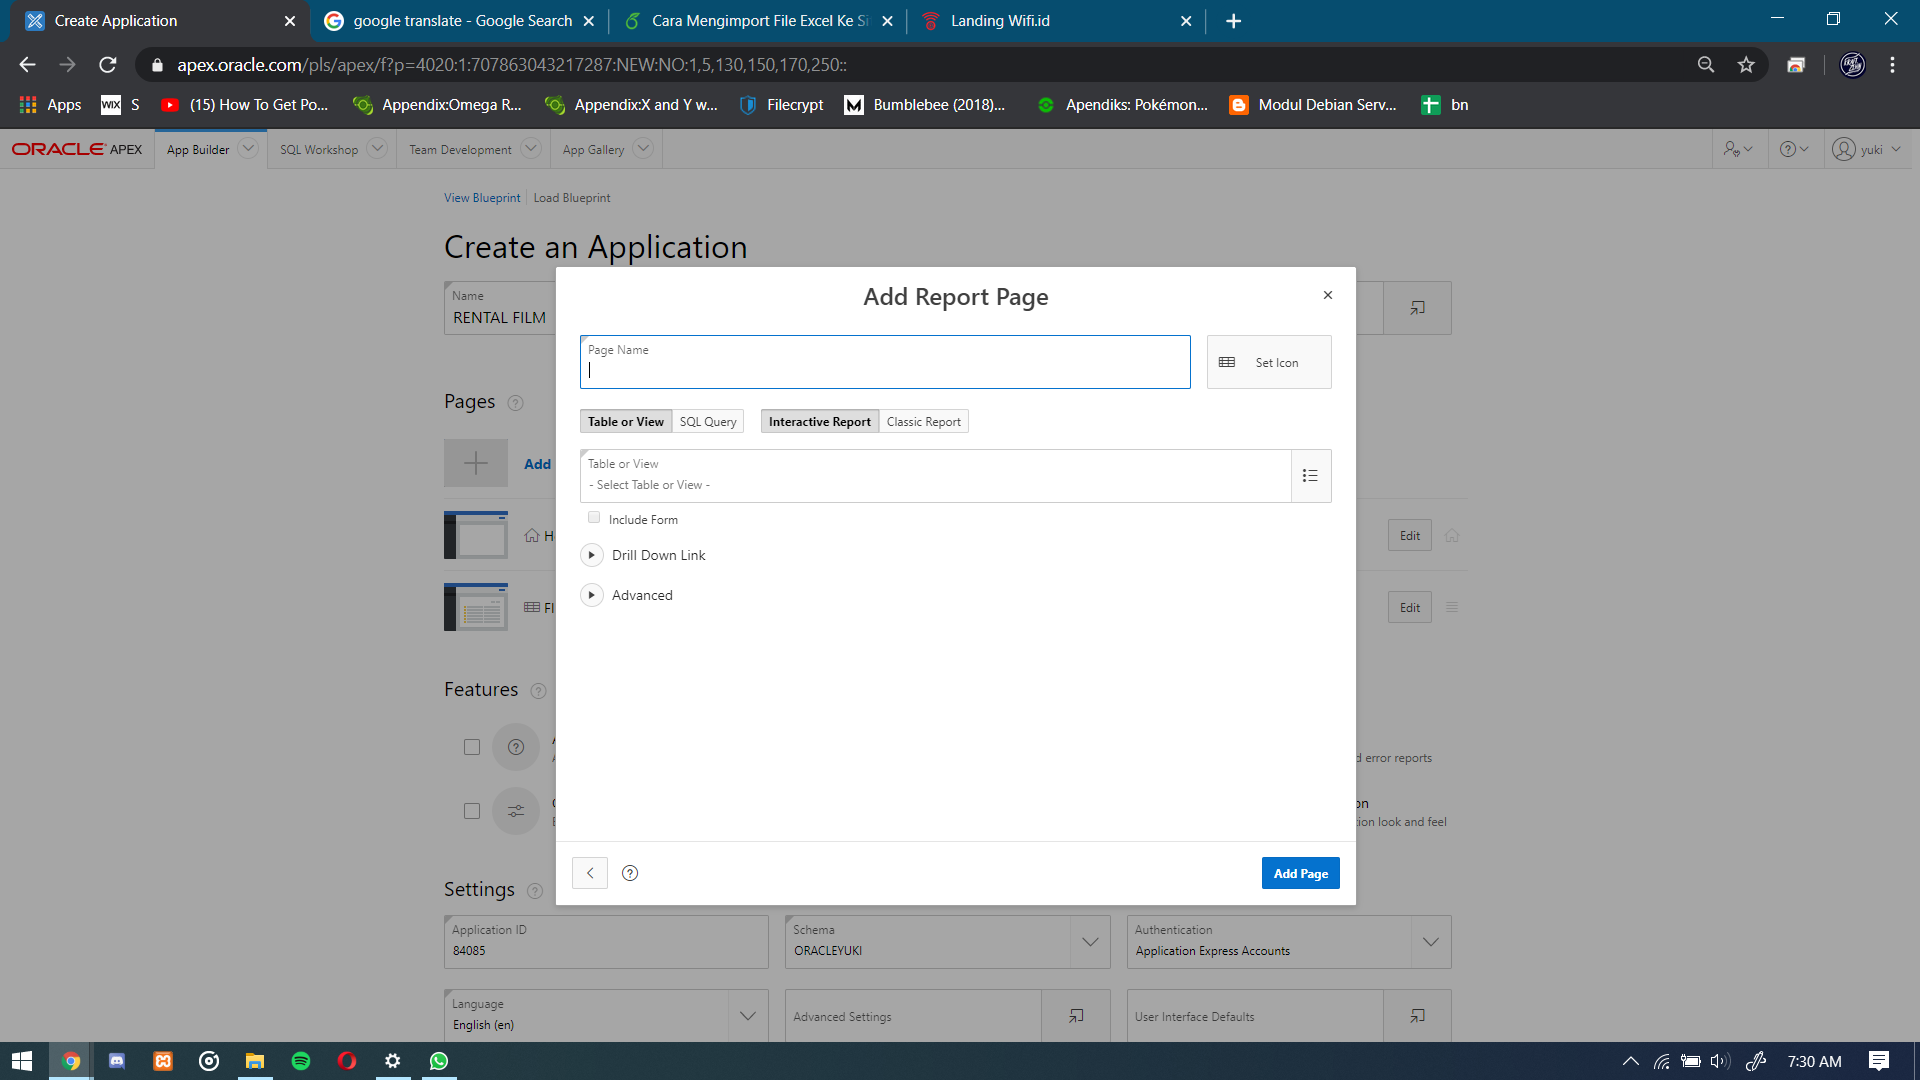 Create Application
google translate - Google Search
Cara Mengimport File Excel Ke Si
Landing Wifi.id
apex.oracle.com/pls/apex/f?p=4020:1:707863043217287:NEW:NO:1,5,130,150,170,250::
Apps
WIX S
(15) How To Get Po...
Appendix:Omega R...
Appendix:X and Y w...
Filecrypt
Bumblebee (2018)...
Apendiks: Pokémon...
Modul Debian Serv...
bn
ORACLE APEX
App Builder
SQL Workshop
Team Development
App Gallery
yuki
View Blueprint
Load Blueprint
Create an Application
Name
RENTAL FILM
Add Report Page
Page Name
Set Icon
Pages
Table or View
SQL Query
Interactive Report
Classic Report
Add
Table or View
- Select Table or View -
Include Form
H
Edit
Drill Down Link
Advanced
FI
Edit
Features
d error reports
on
ion look and feel
Add Page
Settings
Application ID
84085
Schema
ORACLEYUKI
Authentication
Application Express Accounts
Language
English (en)
Advanced Settings
User Interface Defaults
7:30 AM